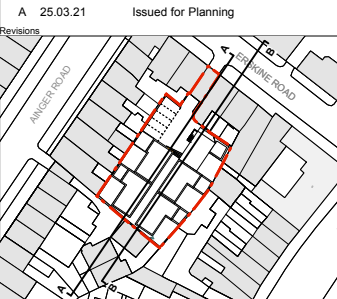 A 25.03.21 Issued for Planning
Revisions
A
B
ERSKINE ROAD
AINGER ROAD
A
B